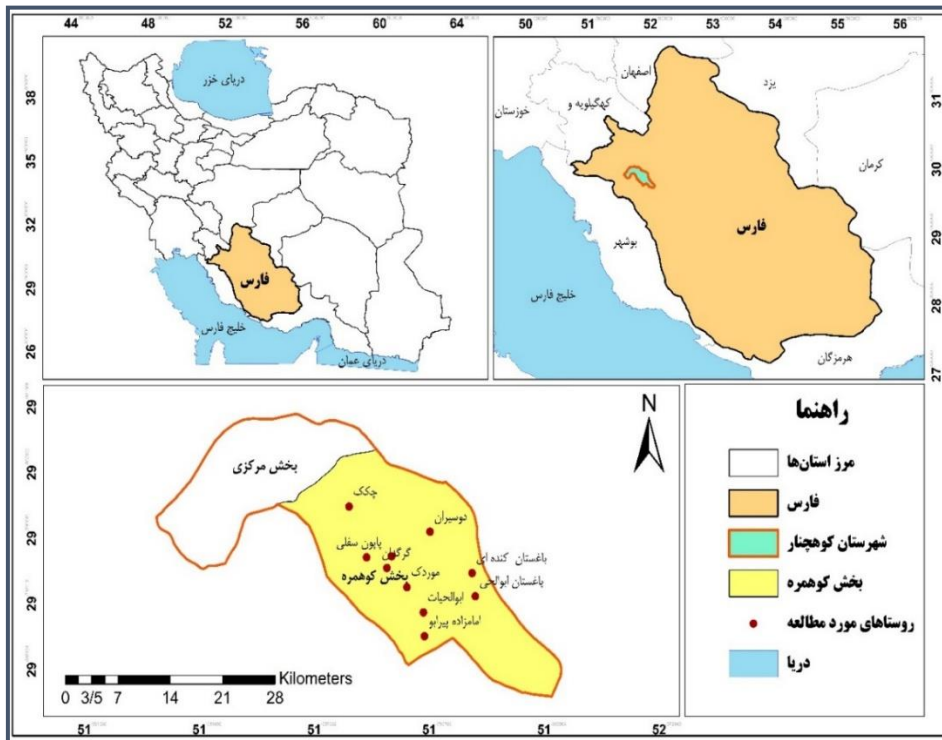 44 48 52 56 60 64
38
35
32
29
26
دریای خزر
فارس
خلیج فارس
دریای عمان
50 51 52 53 54 55 56
31
30
29
28
27
اصفهان
یزد
کهگیلویه و
خوزستان
کرمان
فارس
بوشهر
خلیج فارس
هرمزگان
29
29
29
29
29
N
بخش مرکزی
چکک
دوسیران
پاپون سفلی
گرگدان
باغستان کنده ای
بخش کوهمره
موردک
باغستان ابوالحی
ابوالحیات
امامزاده پیرابو
Kilometers
0 3/5 7 14 21 28
51 51 51 51 51 52
راهنما
مرز استان‌ها
فارس
شهرستان کوهچنار
بخش کوهمره
روستاهای مورد مطالعه
دریا